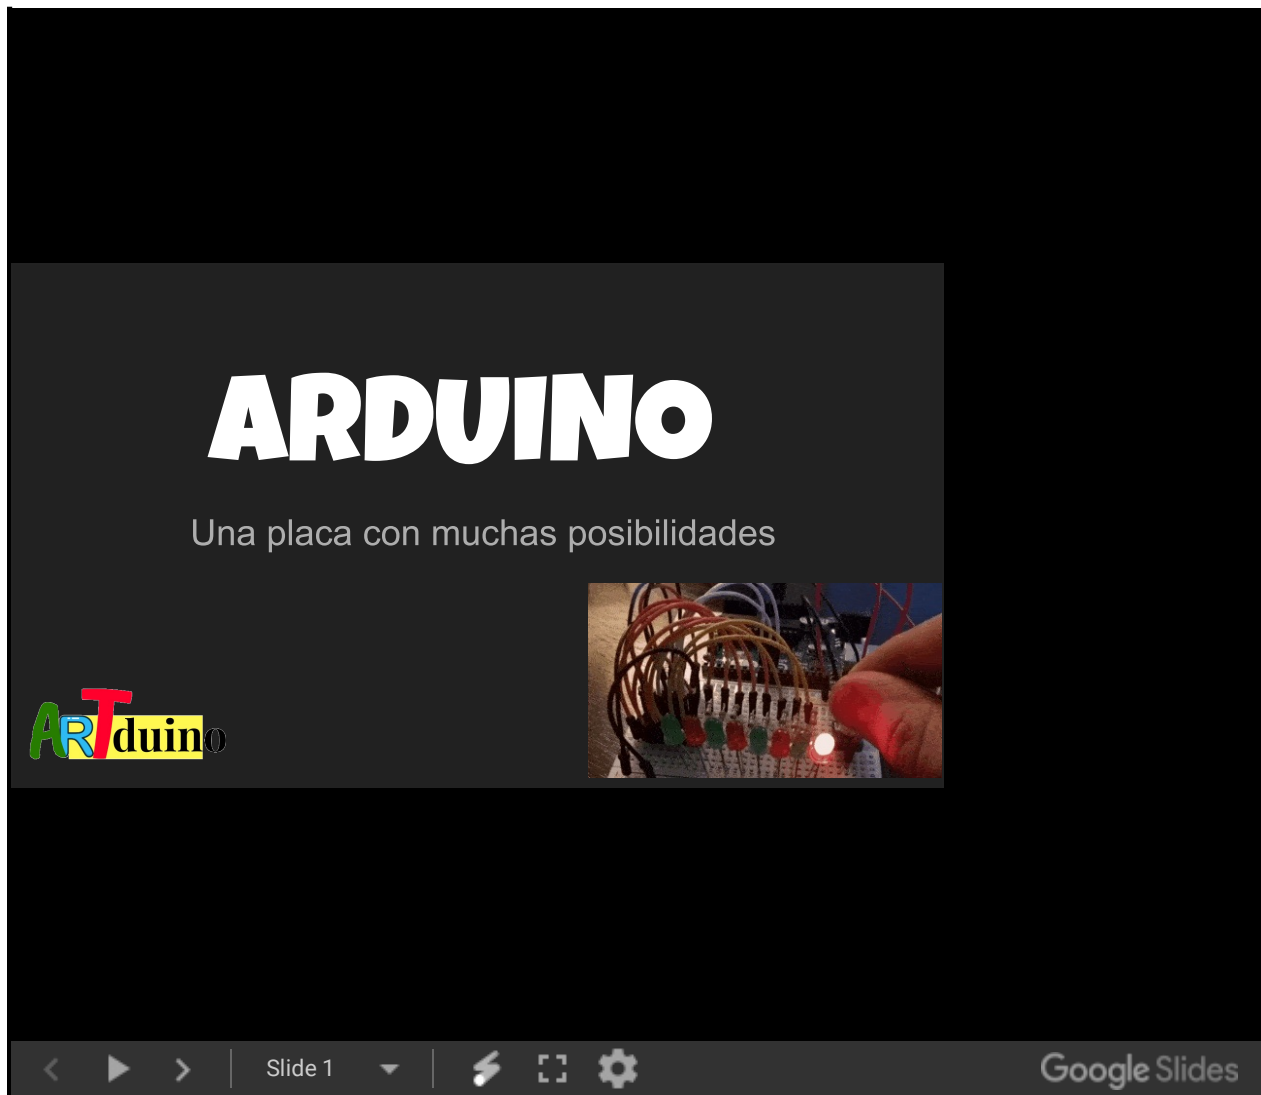 ARDUINO
Una placa con muchas posibilidades
ARTduino
Slide 1
Google Slides